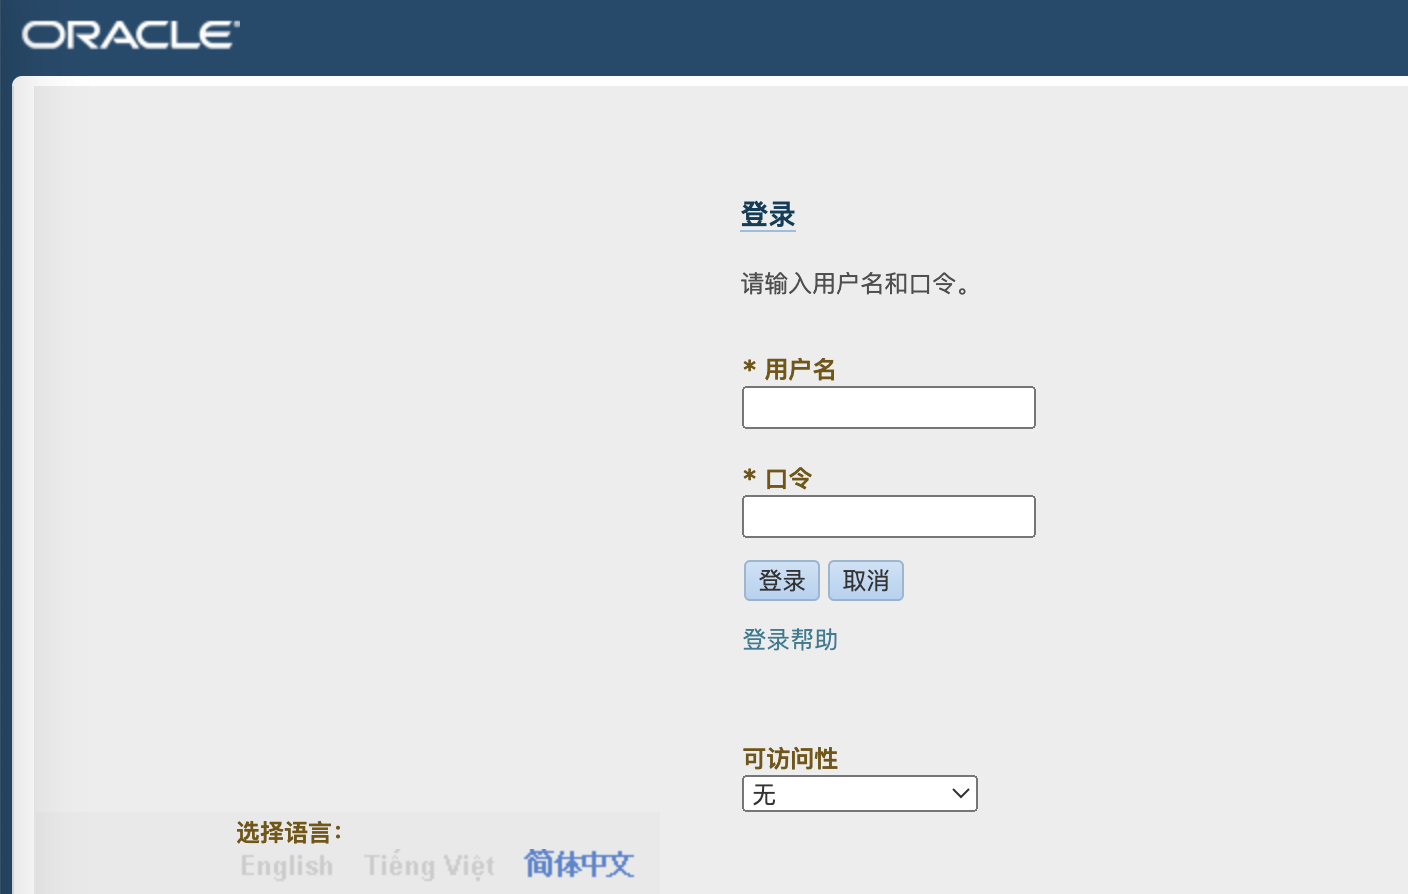 ORACLE
登录
请输入用户名和口令。
* 用户名
* 口令
登录 取消
登录帮助
可访问性
无
选择语言：
English Tiếng Việt 简体中文